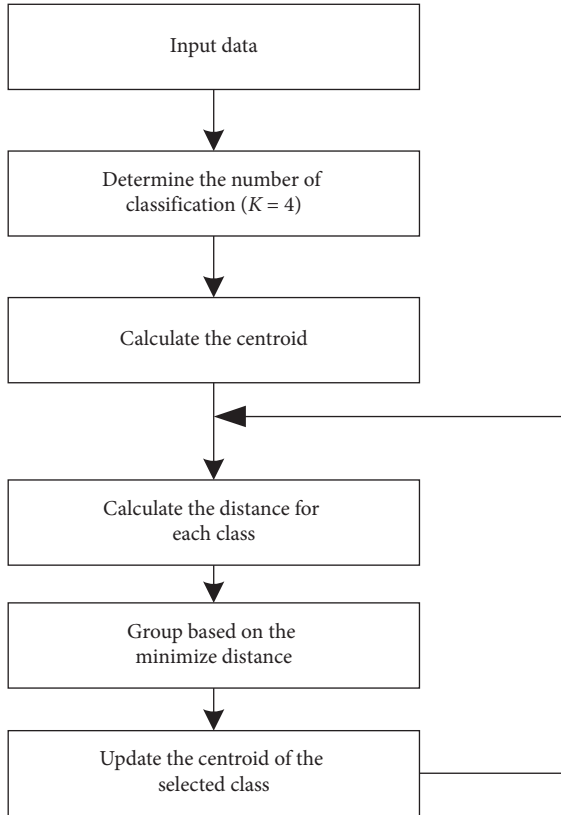 Input data
Determine the number of
classification (K = 4)
Calculate the centroid
Calculate the distance for
each class
Group based on the
minimize distance
Update the centroid of the
selected class